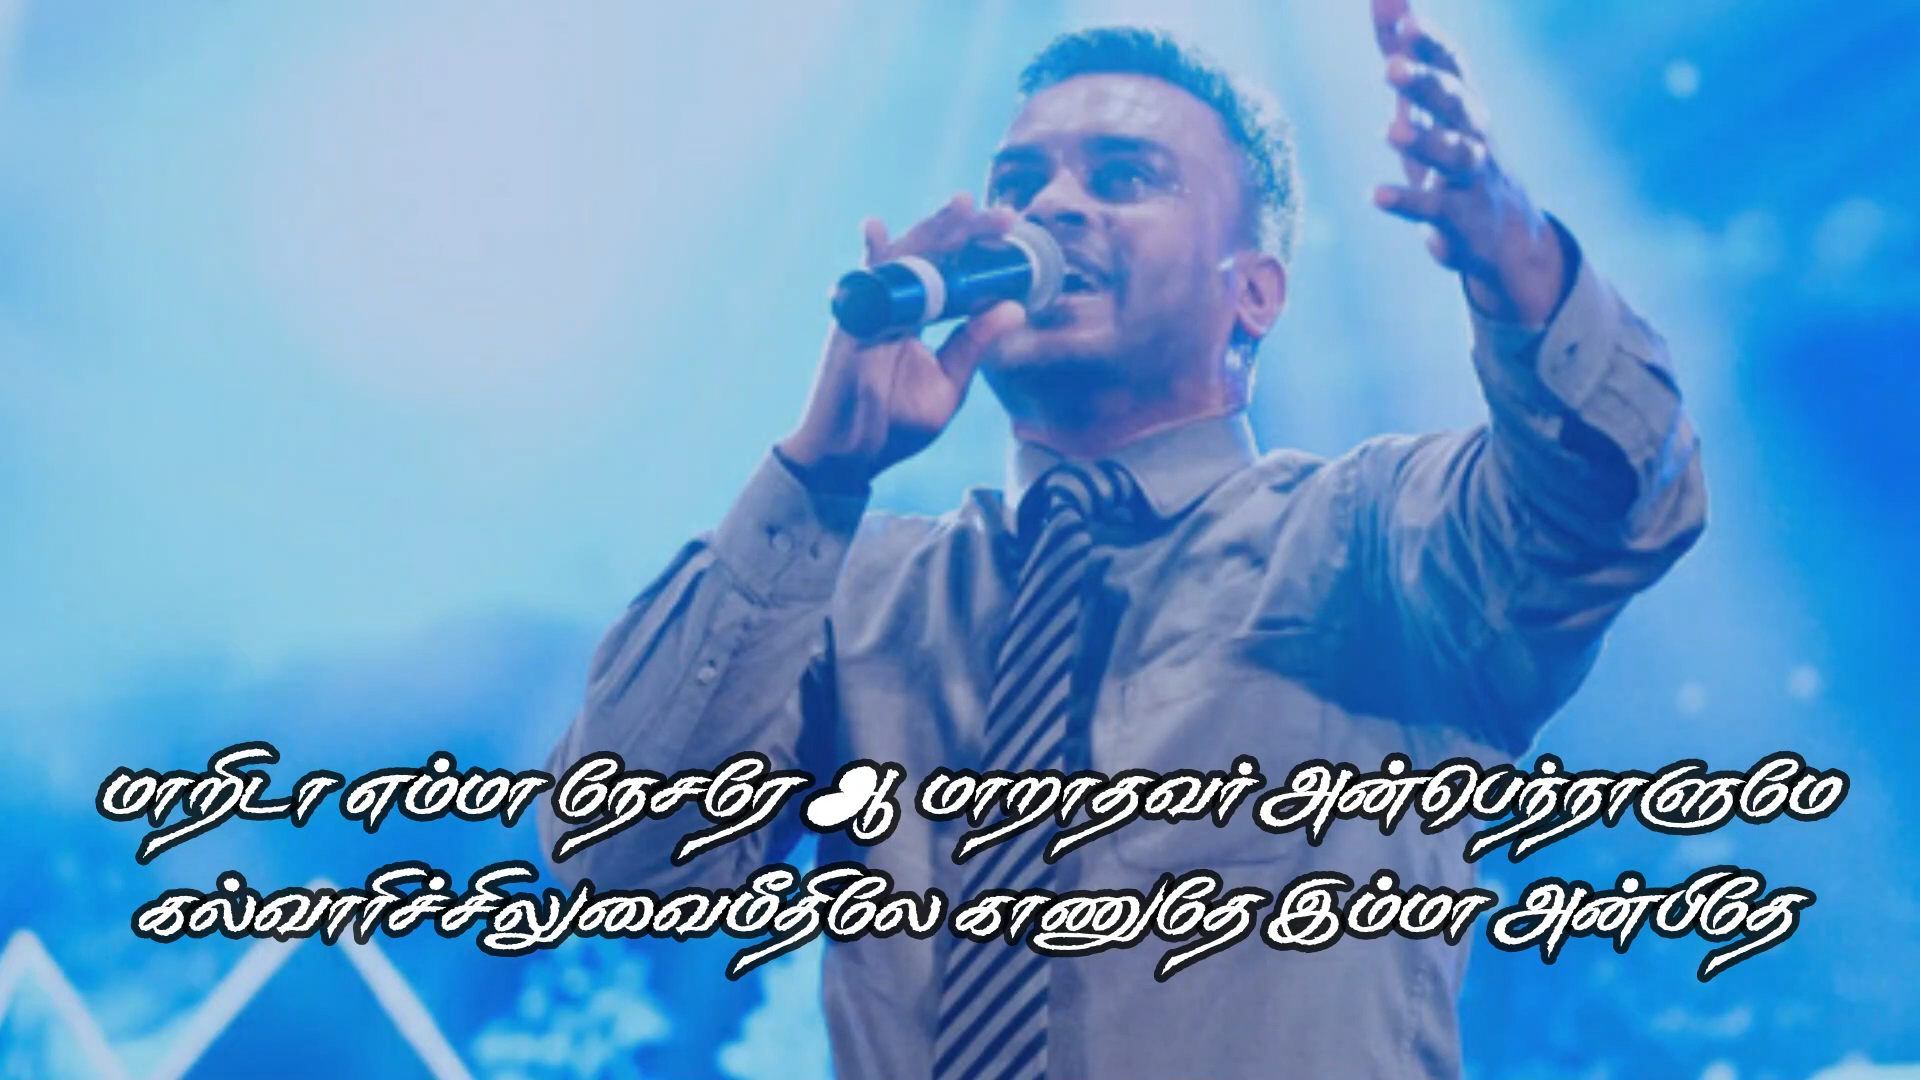 மாறிடா எம்மா நேசரே ஆ மாறாதவர் அன்பெந்நாளுமே
கல்வாரிச்சிலுவைமீதிலே காணுதே இம்மா அன்பிதே